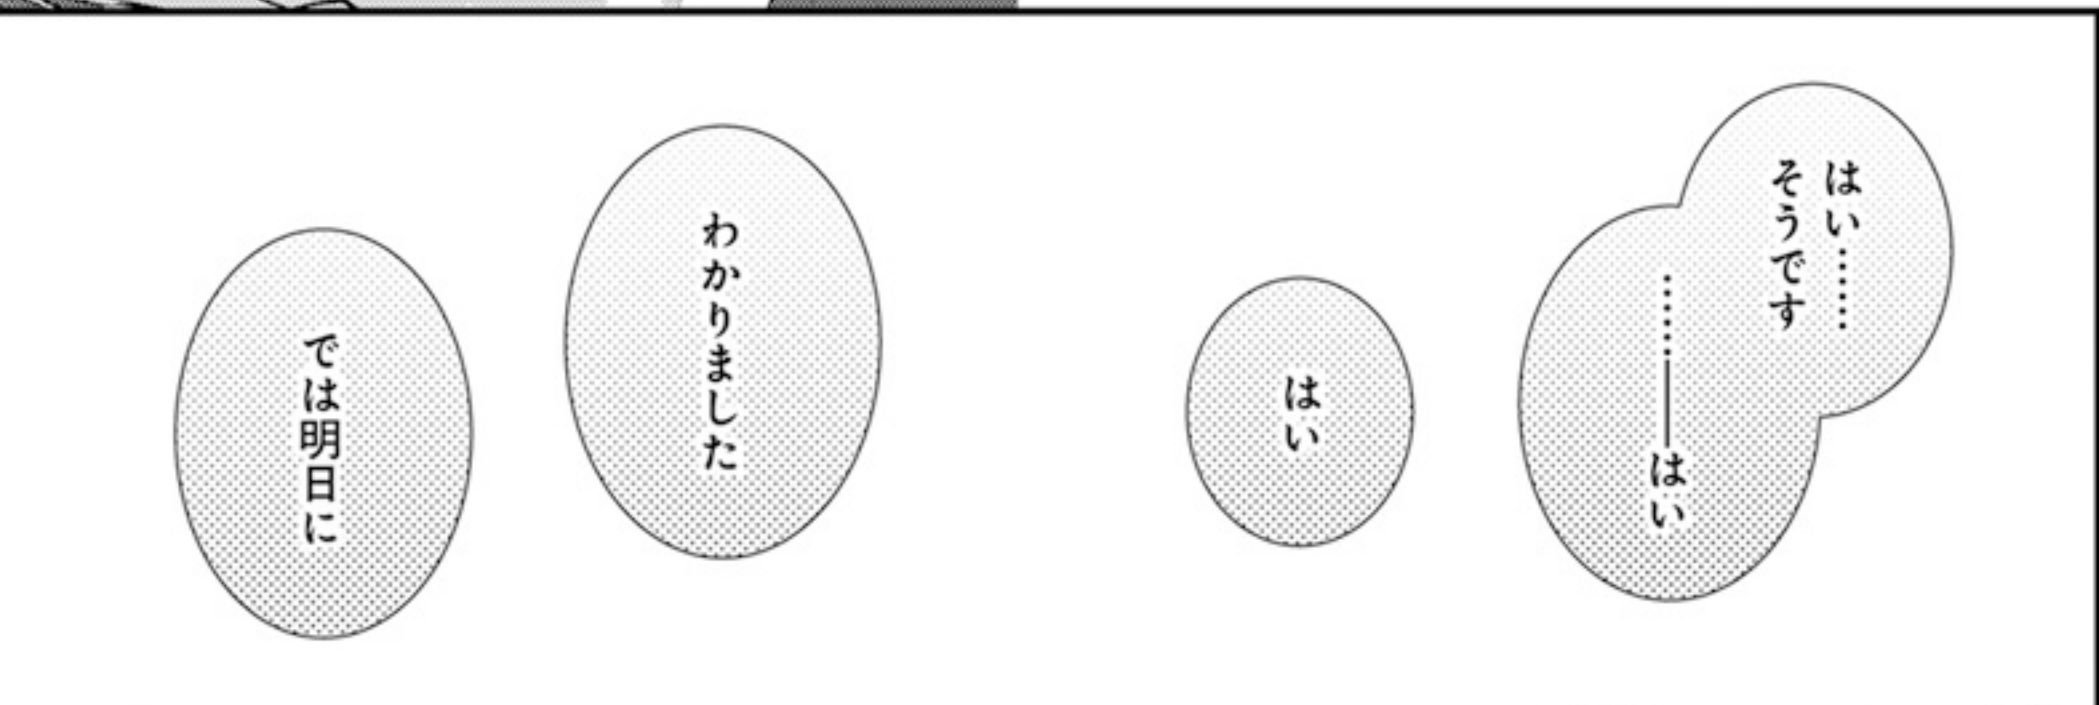 はい……
そうです
……──はい
はい
わかりました
では明日に